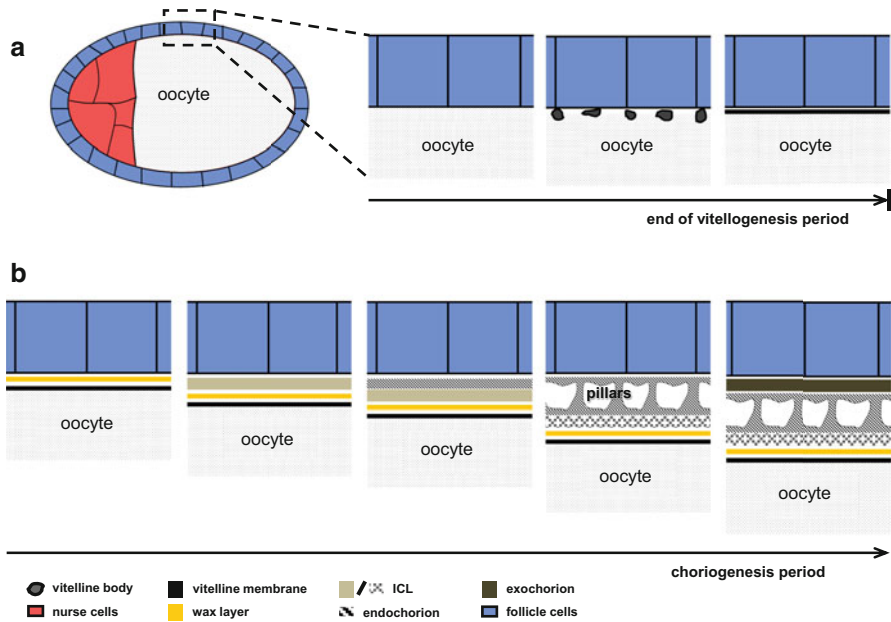 a
oocyte
oocyte
oocyte
oocyte
end of vitellogenesis period
b
oocyte
oocyte
oocyte
pillars
oocyte
oocyte
choriogenesis period
vitelline body
vitelline membrane
/ ICL
exochorion
nurse cells
wax layer
endochorion
follicle cells